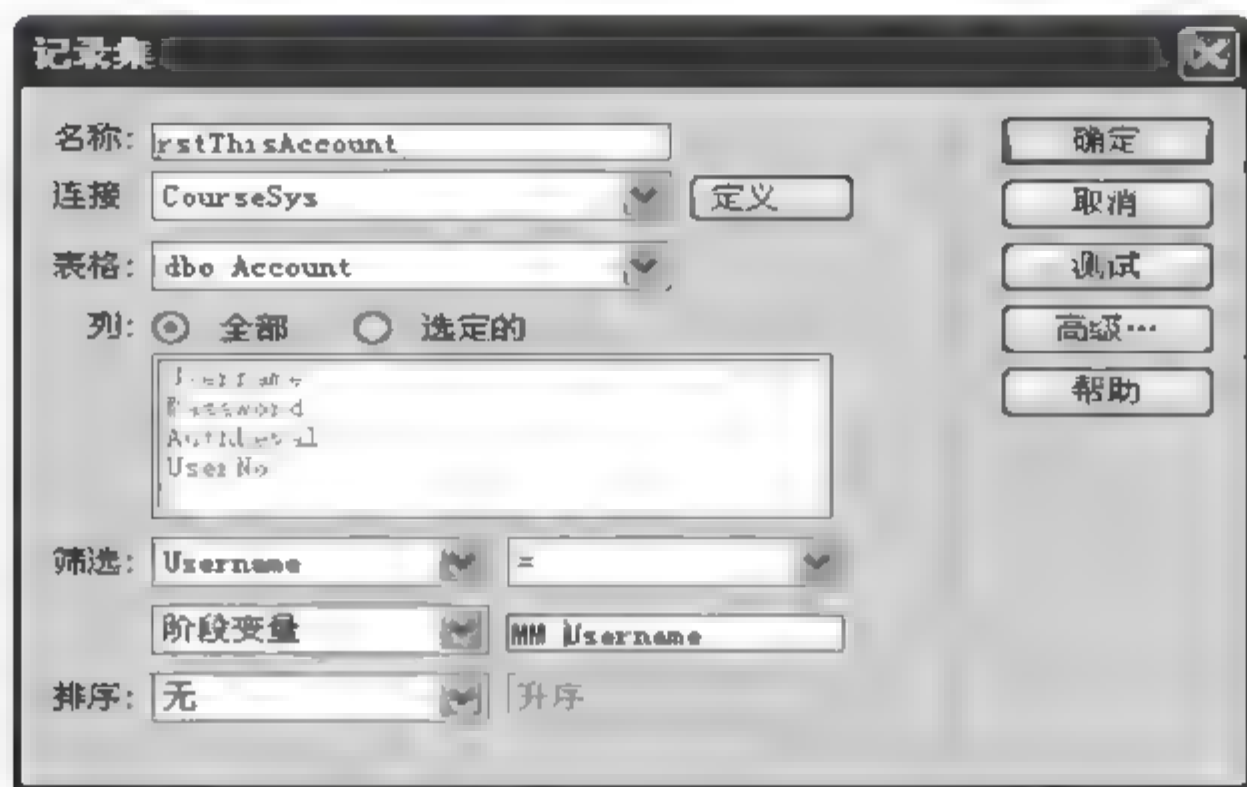 记录集
名称: rstThisAccount
确定
连接 CourseSys 定义
取消
表格: dbo Account
测试
列: 全部 选定的
高级…
帮助
Password
UserNo
筛选: Username =
阶段变量 MM Username
排序: 无 升序